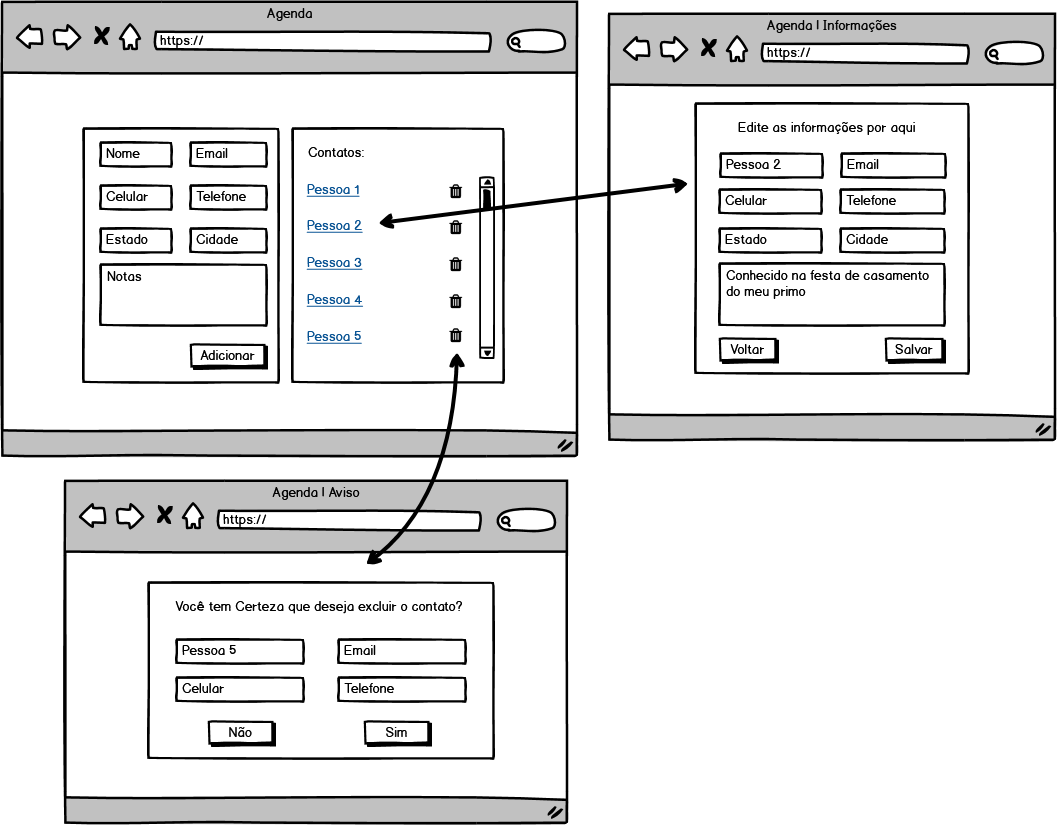 Agenda
https://
Nome
Email
Celular
Telefone
Estado
Cidade
Notas
Adicionar
Contatos:
Pessoa 1
Pessoa 2
Pessoa 3
Pessoa 4
Pessoa 5
Agenda | Informações
https://
Edite as informações por aqui
Pessoa 2
Email
Celular
Telefone
Estado
Cidade
Conhecido na festa de casamento
do meu primo
Voltar
Salvar
Agenda | Aviso
https://
Você tem Certeza que deseja excluir o contato?
Pessoa 5
Email
Celular
Telefone
Não
Sim